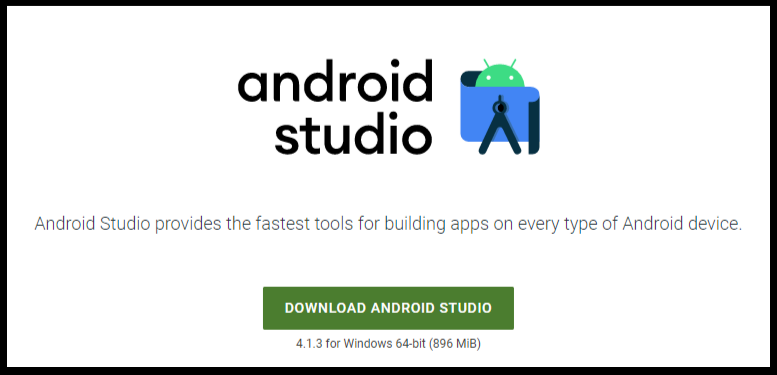 android
studio
Android Studio provides the fastest tools for building apps on every type of Android device.
DOWNLOAD ANDROID STUDIO
4.1.3 for Windows 64-bit (896 MiB)